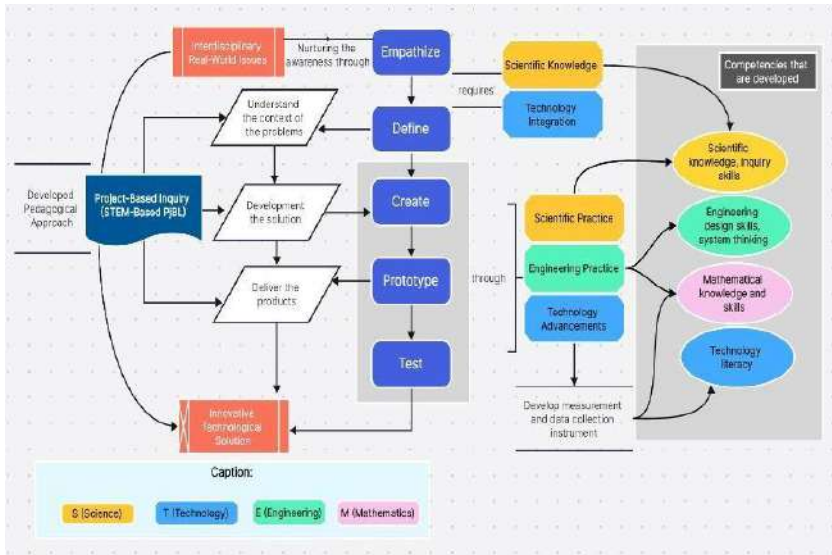 Interdisciplinary
Real-World Issues
Nurturing the
awareness through
Empathize
Scientific Knowledge
Competencies that
are developed
requires
Understand
the context of
the problems
Define
Technology
Integration
Scientific
knowledge, inquiry
skills
Developed
Pedagogical
Approach
Project-Based Inquiry
(STEM-Based PjBL)
Development
the solution
Create
Scientific Practice
Engineering
design skills,
system thinking
through
Engineering Practice
Deliver the
products
Prototype
Mathematical
knowledge and
skills
Technology
Advancements
Test
Technology
literacy
Develop measurement
and data collection
instrument
Innovative
Technological
Solution
Caption:
S (Science)
T (Technology)
E (Engineering)
M (Mathematics)